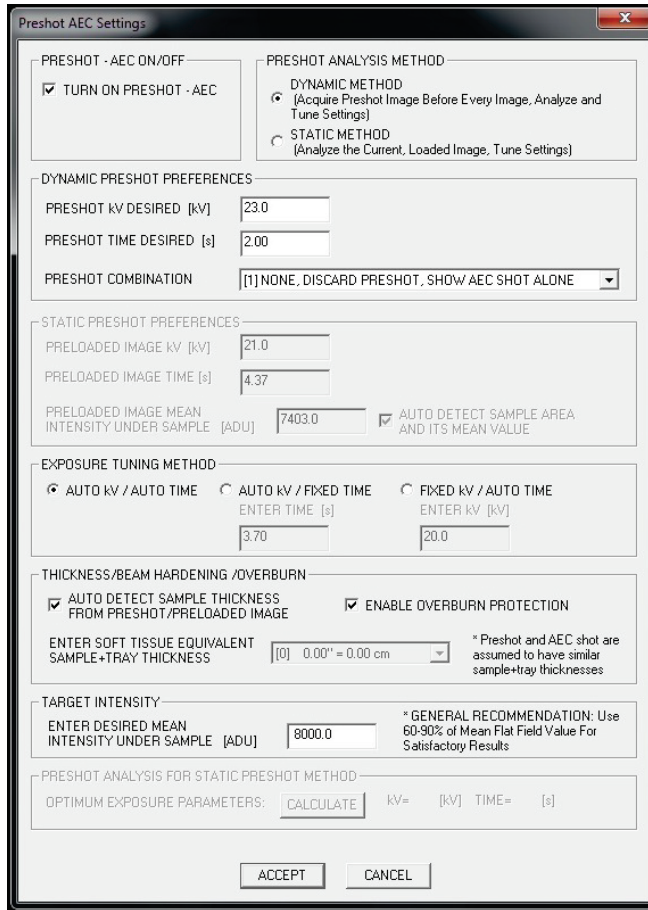 Preshot AEC Settings
x
PRESHOT - AEC ON/OFF
TURN ON PRESHOT - AEC
PRESHOT ANALYSIS METHOD
DYNAMIC METHOD
(Acquire Preshot Image Before Every Image, Analyze and
Tune Settings)
STATIC METHOD
(Analyze the Current, Loaded Image, Tune Settings)
DYNAMIC PRESHOT PREFERENCES
PRESHOT kV DESIRED [kV] 23.0
PRESHOT TIME DESIRED [s] 2.00
PRESHOT COMBINATION [1] NONE, DISCARD PRESHOT, SHOW AEC SHOT ALONE
STATIC PRESHOT PREFERENCES
PRELOADED IMAGE kV [kV] 21.0
PRELOADED IMAGE TIME [s] 4.37
PRELOADED IMAGE MEAN
INTENSITY UNDER SAMPLE [ADU] 7403.0
AUTO DETECT SAMPLE AREA
AND ITS MEAN VALUE
EXPOSURE TUNING METHOD
AUTO kV / AUTO TIME
AUTO kV / FIXED TIME
FIXED kV / AUTO TIME
ENTER TIME [s]
ENTER kV [kV]
3.70
20.0
THICKNESS/BEAM HARDENING /OVERBURN
AUTO DETECT SAMPLE THICKNESS
FROM PRESHOT/PRELOADED IMAGE
ENABLE OVERBURN PROTECTION
ENTER SOFT TISSUE EQUIVALENT
SAMPLE+TRAY THICKNESS
[0] 0.00" = 0.00 cm
* Preshot and AEC shot are
assumed to have similar
sample+tray thicknesses
TARGET INTENSITY
ENTER DESIRED MEAN
INTENSITY UNDER SAMPLE [ADU]
8000.0
* GENERAL RECOMMENDATION: Use
60-90% of Mean Flat Field Value For
Satisfactory Results
PRESHOT ANALYSIS FOR STATIC PRESHOT METHOD
OPTIMUM EXPOSURE PARAMETERS: CALCULATE kV= [kV] TIME= [s]
ACCEPT
CANCEL